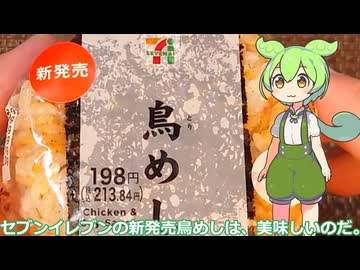 新発売
7
ELEVEN
とり
鳥めし
198円
(税込213.84円)
Chicken &
セブンイレブンの新発売鳥めしは、美味しいのだ。